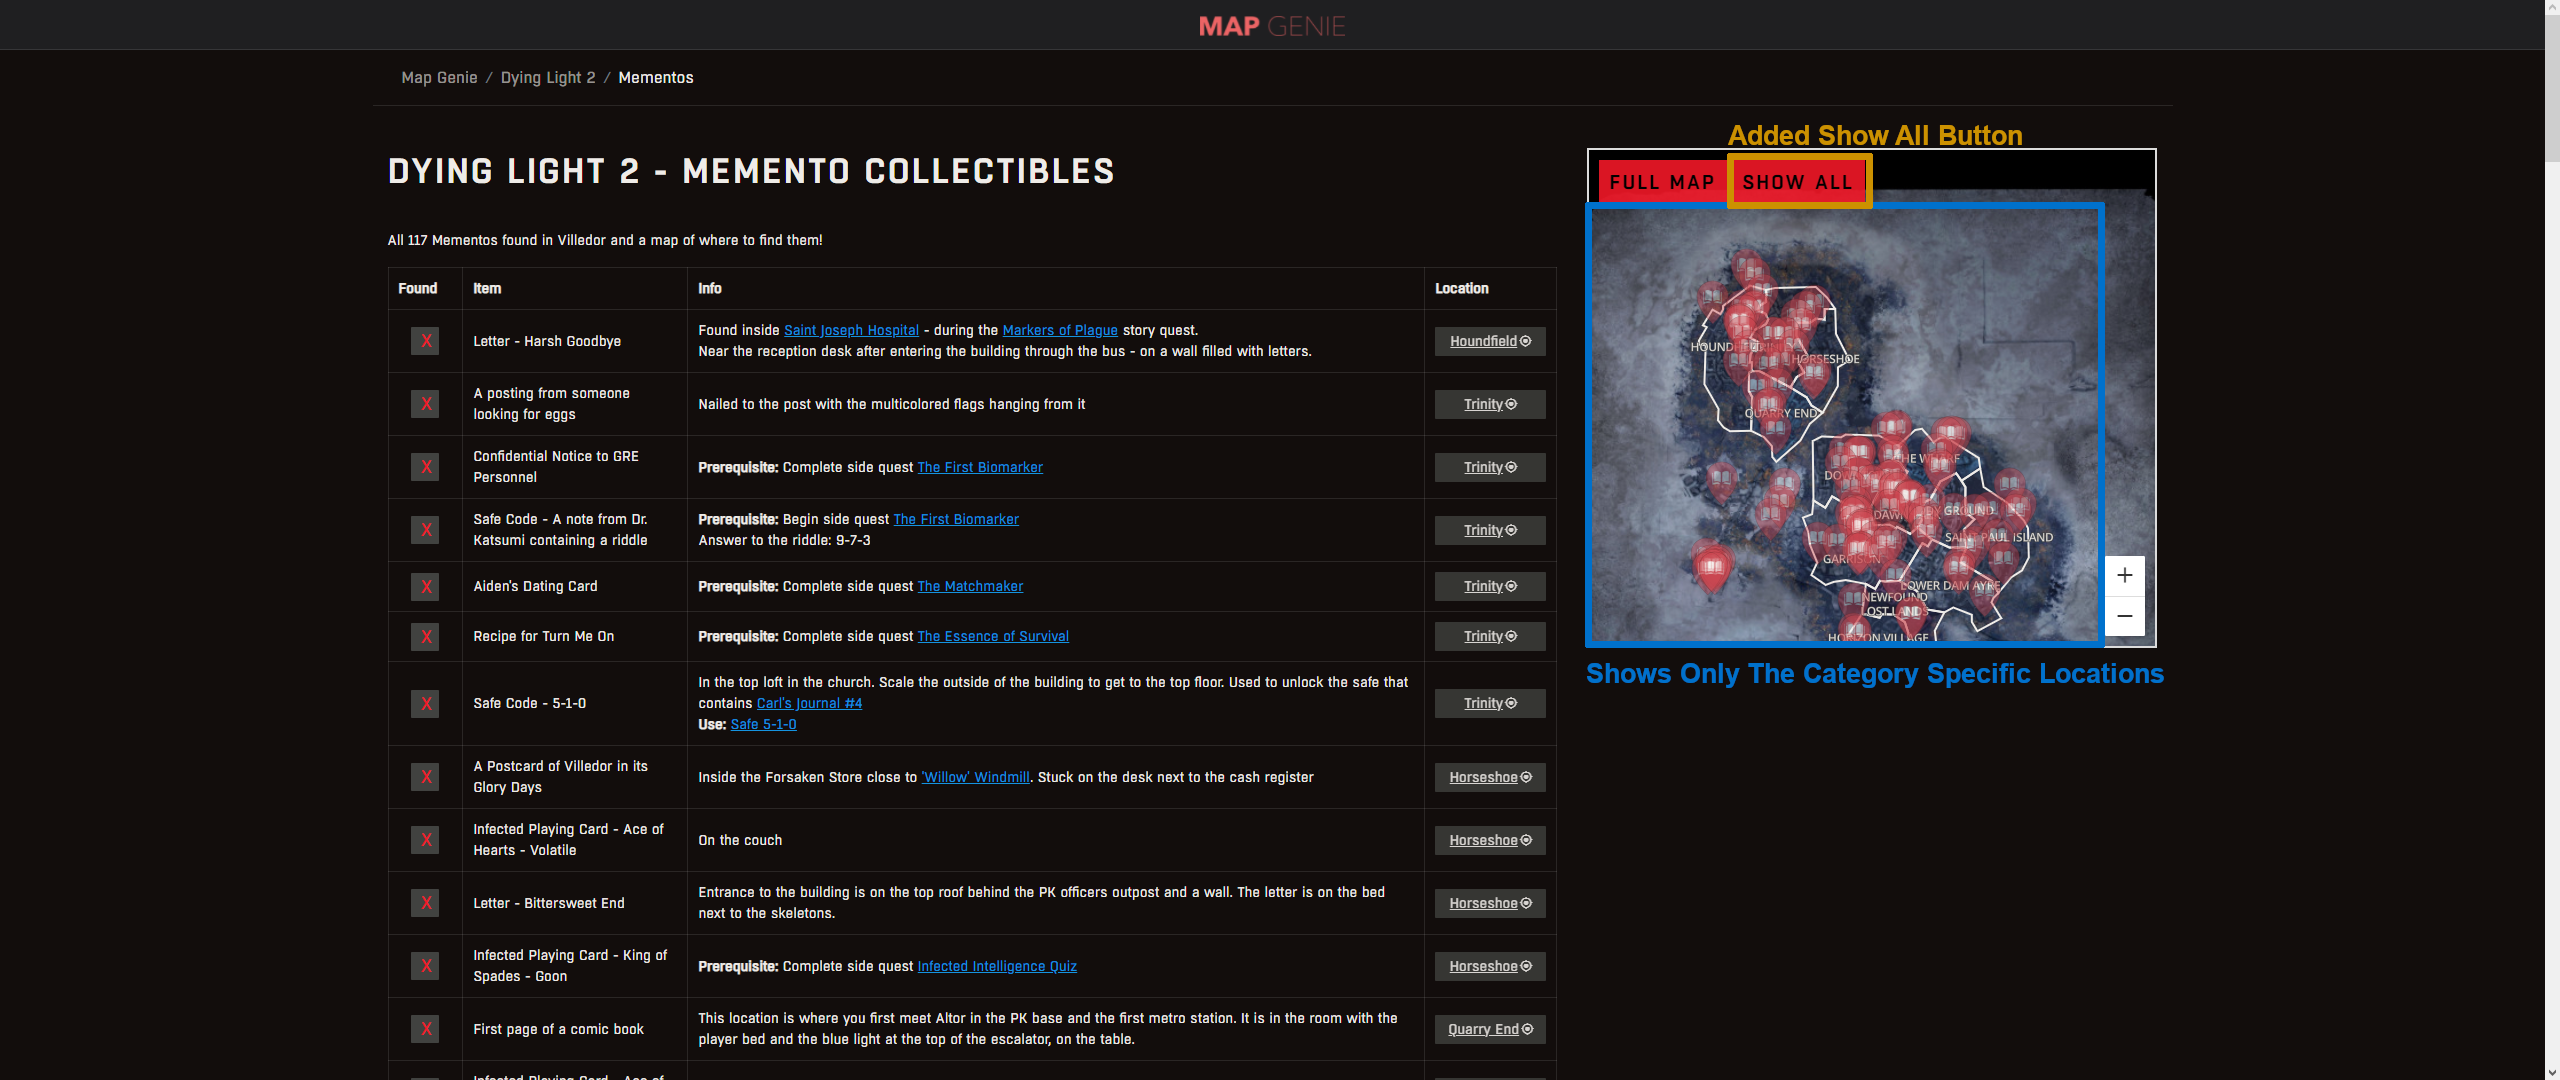 MAP GENIE
Map Genie / Dying Light 2 / Mementos
DYING LIGHT 2 - MEMENTO COLLECTIBLES
All 117 Mementos found in Villedor and a map of where to find them!
Found Item Info Location
X Letter - Harsh Goodbye Found inside Saint Joseph Hospital - during the Markers of Plague story quest.
Near the reception desk after entering the building through the bus - on a wall filled with letters. Houndfield
X A posting from someone
looking for eggs Nailed to the post with the multicolored flags hanging from it Trinity
X Confidential Notice to GRE
Personnel Prerequisite: Complete side quest The First Biomarker Trinity
X Safe Code - A note from Dr.
Katsumi containing a riddle Prerequisite: Begin side quest The First Biomarker
Answer to the riddle: 9-7-3 Trinity
X Aiden's Dating Card Prerequisite: Complete side quest The Matchmaker Trinity
X Recipe for Turn Me On Prerequisite: Complete side quest The Essence of Survival Trinity
X Safe Code - 5-1-0 In the top loft in the church. Scale the outside of the building to get to the top floor. Used to unlock the safe that
contains Carl's Journal #4
Use: Safe 5-1-0 Trinity
X A Postcard of Villedor in its
Glory Days Inside the Forsaken Store close to 'Willow' Windmill. Stuck on the desk next to the cash register Horseshoe
X Infected Playing Card - Ace of
Hearts - Volatile On the couch Horseshoe
X Letter - Bittersweet End Entrance to the building is on the top roof behind the PK officers outpost and a wall. The letter is on the bed
next to the skeletons. Horseshoe
X Infected Playing Card - King of
Spades - Goon Prerequisite: Complete side quest Infected Intelligence Quiz Horseshoe
X First page of a comic book This location is where you first meet Aitor in the PK base and the first metro station. It is in the room with the
player bed and the blue light at the top of the escalator, on the table. Quarry End
Infected Playing Card - Ace of
Added Show All Button
FULL MAP SHOW ALL
HORSESHOE
QUARRY END
THE WHARF
GROUND
SAINT PAUL ISLAND
GARRISON
LOWER DAM AYRE
NEWFOUND
LOST LANDS
HORIZON VILLAGE
+
−
Shows Only The Category Specific Locations